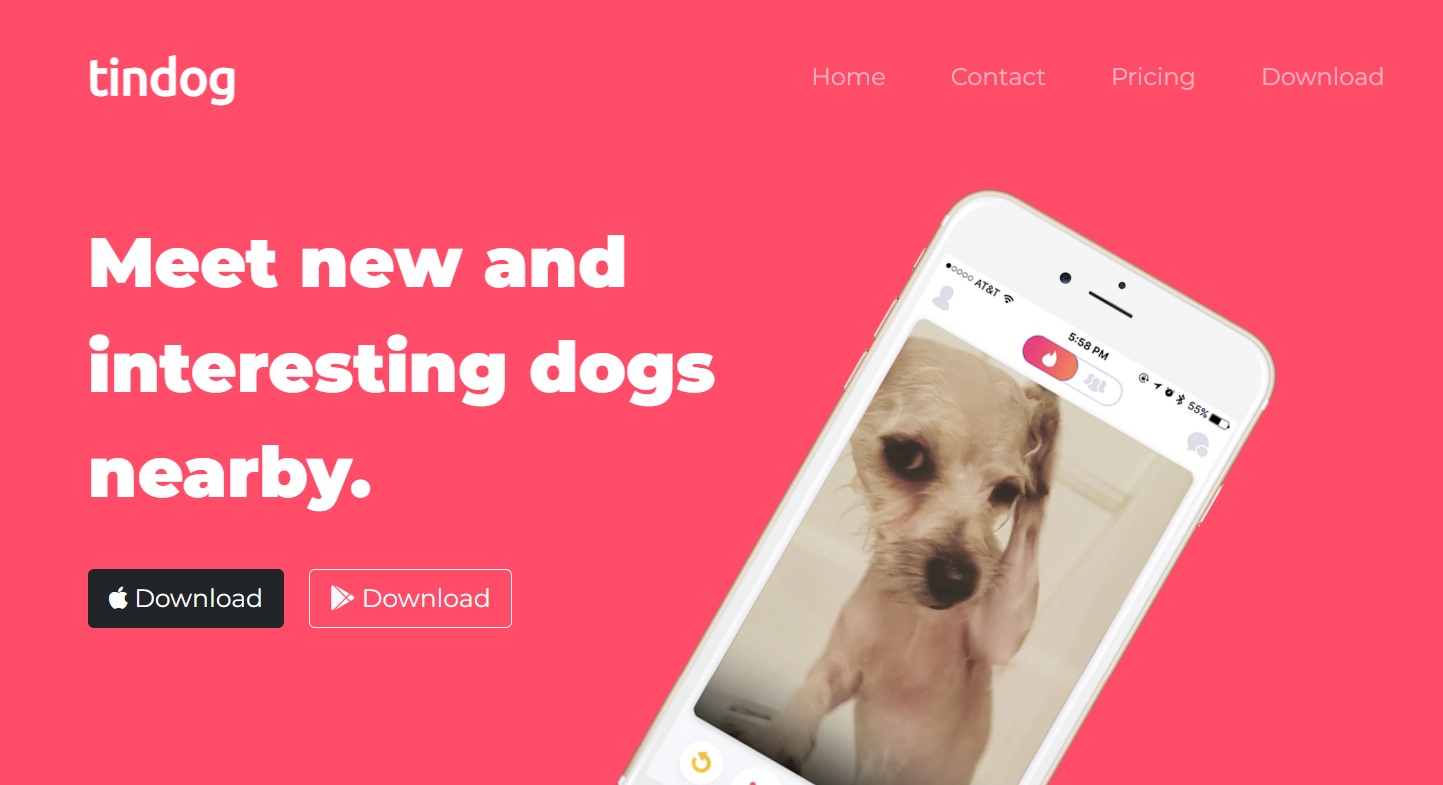 tindog
Home Contact Pricing Download
Meet new and
interesting dogs
nearby.
Download Download
AT&T
5:58 PM
55%